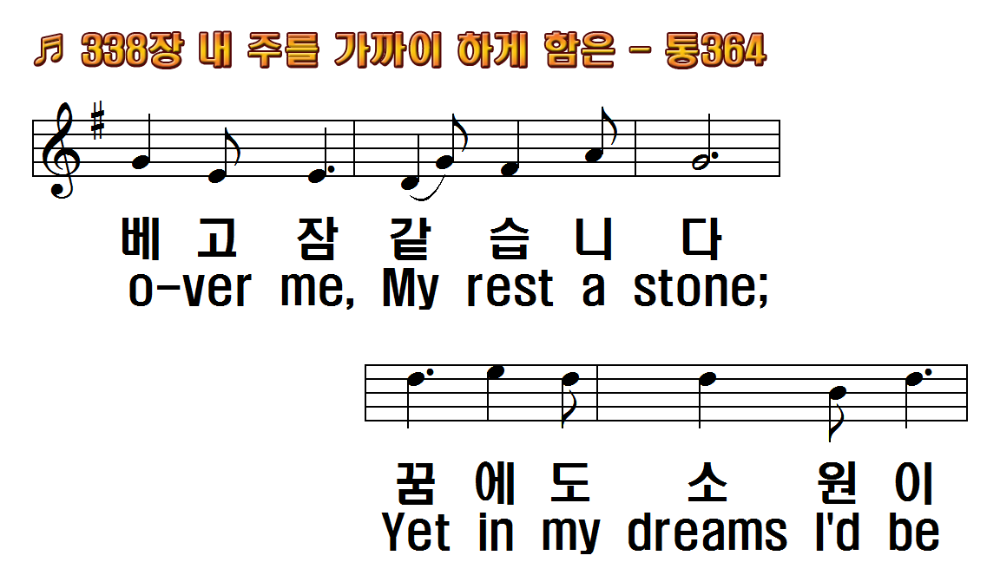 ♬ 338장 내 주를 가까이 하게 함은 - 통364
베 고 잠 같 습 니 다
o-ver me, My rest a stone;
꿈 에 도 소 원 이
Yet in my dreams I'd be